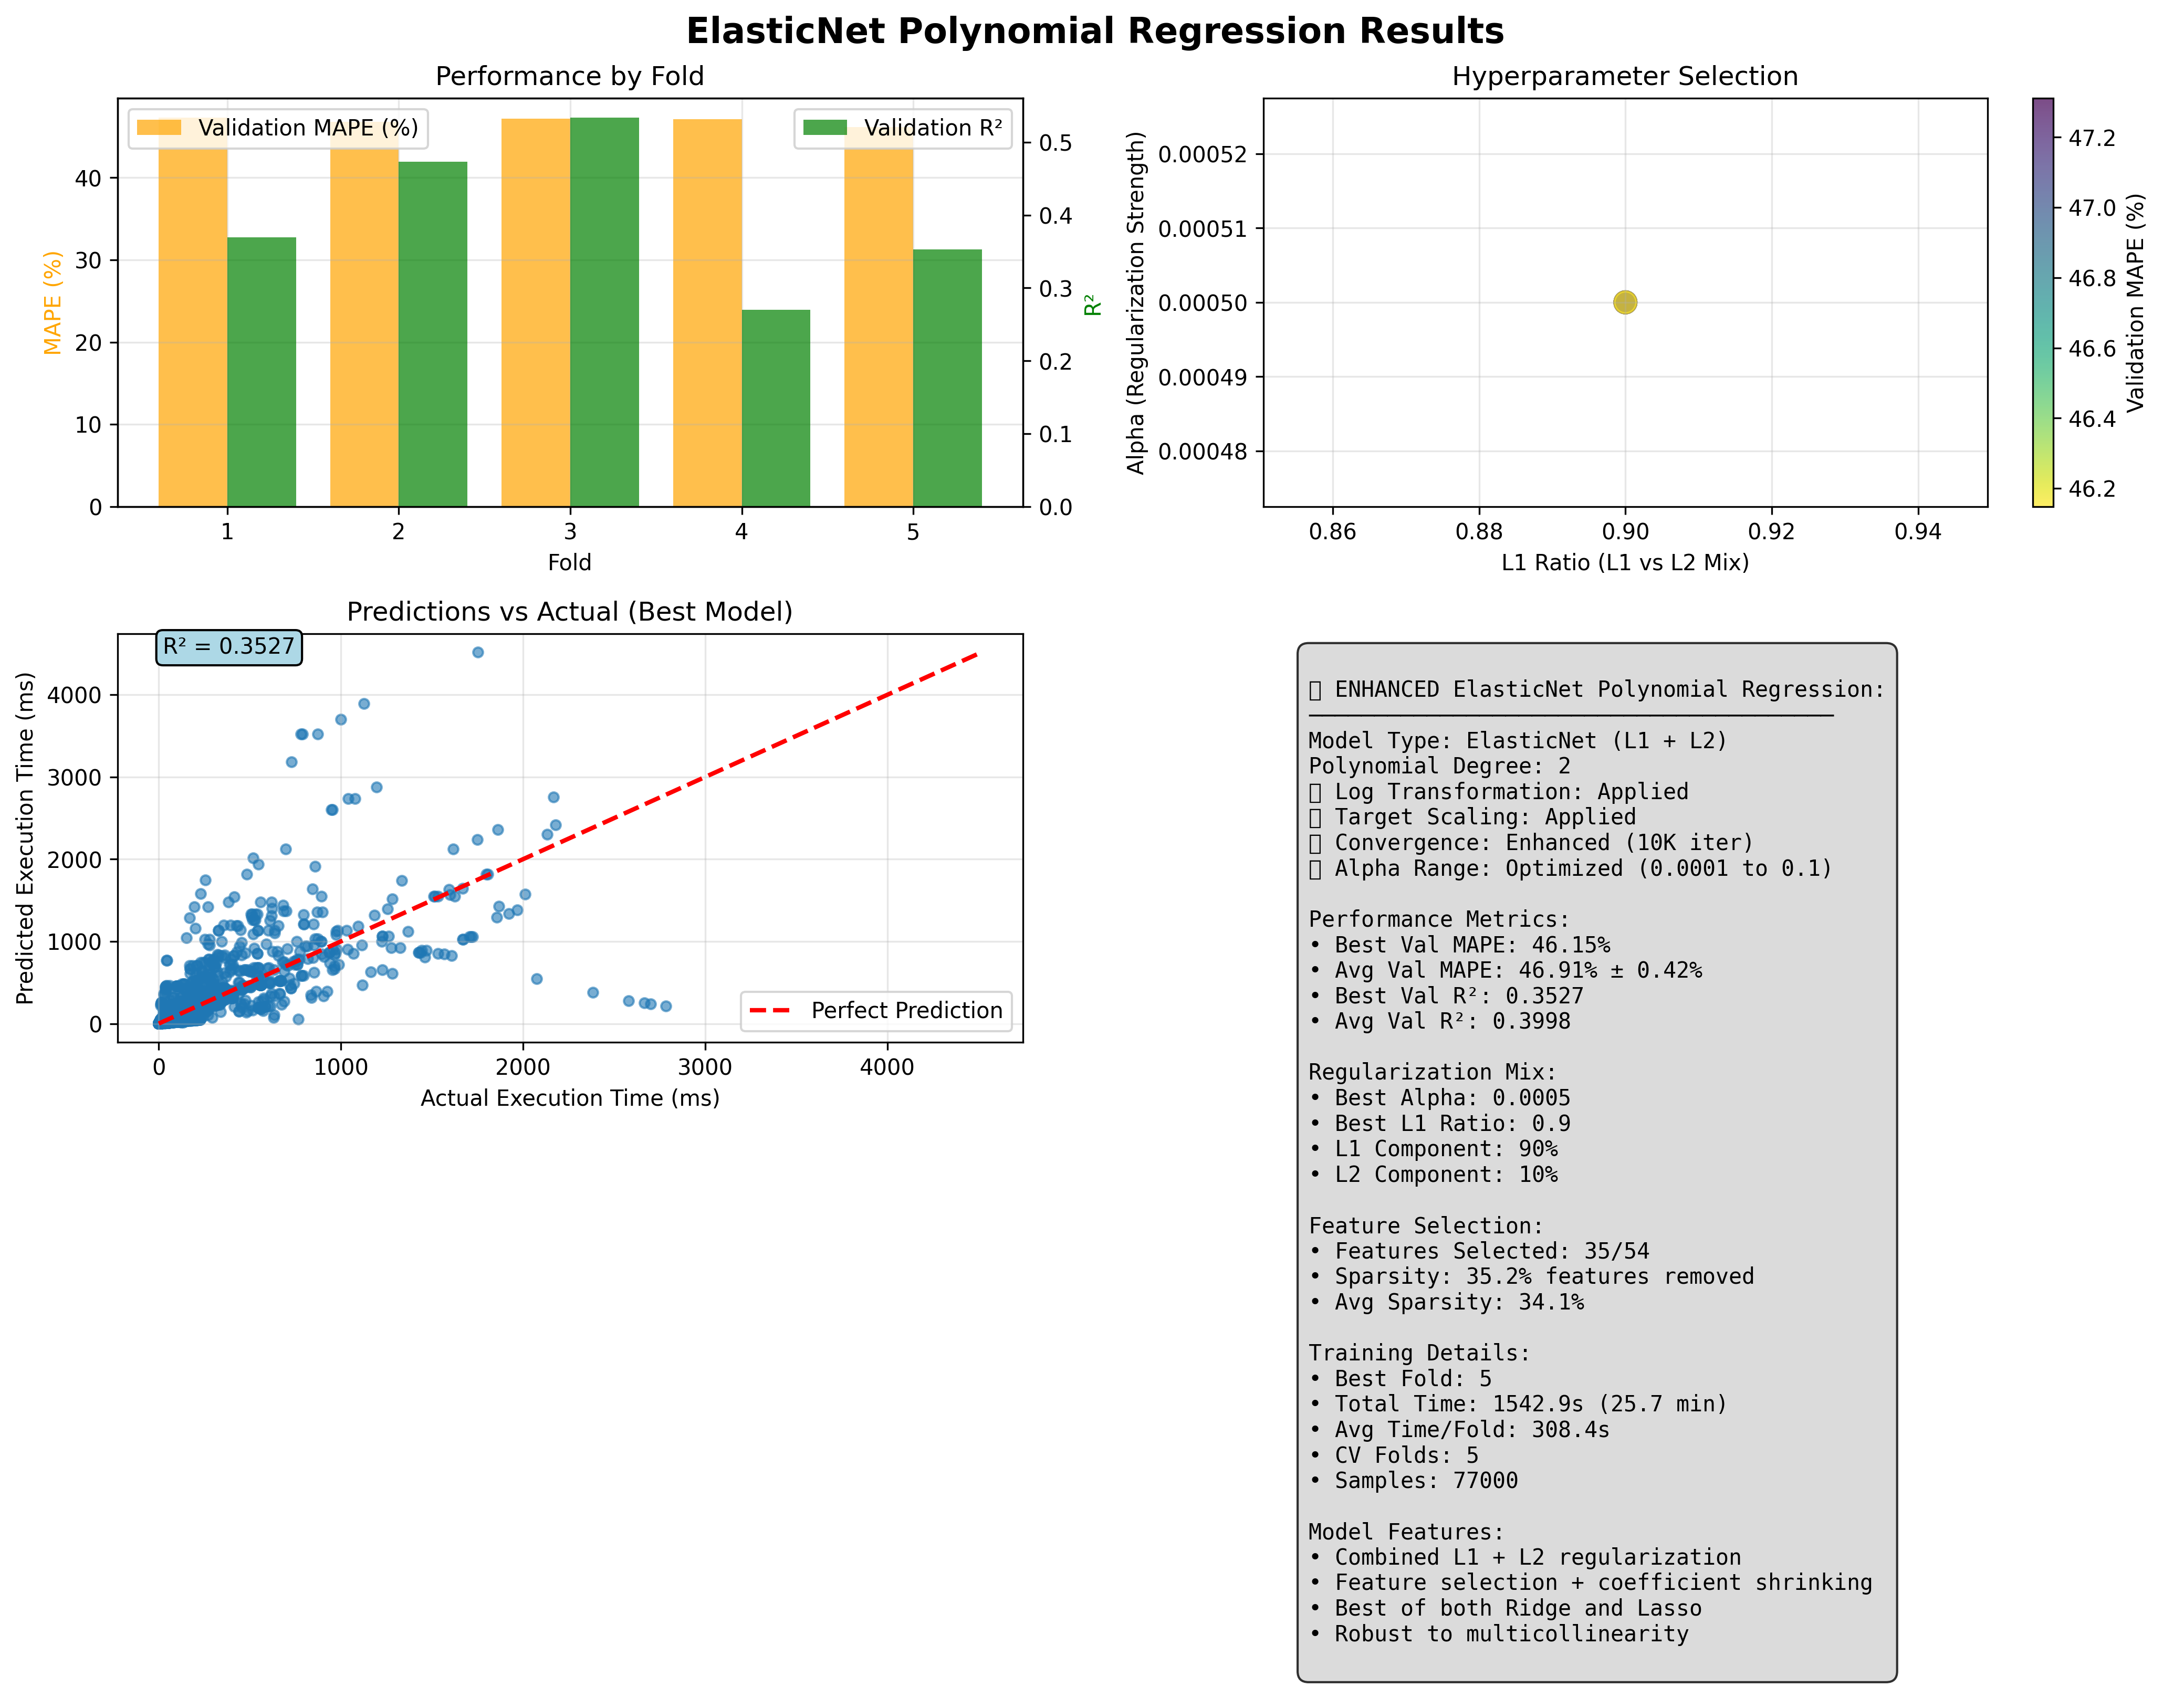 ElasticNet Polynomial Regression Results
Performance by Fold
Validation MAPE (%)
Validation R²
MAPE (%)
0
10
20
30
40
R²
0.0
0.1
0.2
0.3
0.4
0.5
1
2
3
4
5
Fold
Hyperparameter Selection
Alpha (Regularization Strength)
0.00052
0.00051
0.00050
0.00049
0.00048
0.86
0.88
0.90
0.92
0.94
L1 Ratio (L1 vs L2 Mix)
47.2
47.0
46.8
46.6
46.4
46.2
Validation MAPE (%)
Predictions vs Actual (Best Model)
R² = 0.3527
Predicted Execution Time (ms)
4000
3000
2000
1000
0
Perfect Prediction
0
1000
2000
3000
4000
Actual Execution Time (ms)
ENHANCED ElasticNet Polynomial Regression:
Model Type: ElasticNet (L1 + L2)
Polynomial Degree: 2
Log Transformation: Applied
Target Scaling: Applied
Convergence: Enhanced (10K iter)
Alpha Range: Optimized (0.0001 to 0.1)
Performance Metrics:
• Best Val MAPE: 46.15%
• Avg Val MAPE: 46.91% ± 0.42%
• Best Val R²: 0.3527
• Avg Val R²: 0.3998
Regularization Mix:
• Best Alpha: 0.0005
• Best L1 Ratio: 0.9
• L1 Component: 90%
• L2 Component: 10%
Feature Selection:
• Features Selected: 35/54
• Sparsity: 35.2% features removed
• Avg Sparsity: 34.1%
Training Details:
• Best Fold: 5
• Total Time: 1542.9s (25.7 min)
• Avg Time/Fold: 308.4s
• CV Folds: 5
• Samples: 77000
Model Features:
• Combined L1 + L2 regularization
• Feature selection + coefficient shrinking
• Best of both Ridge and Lasso
• Robust to multicollinearity